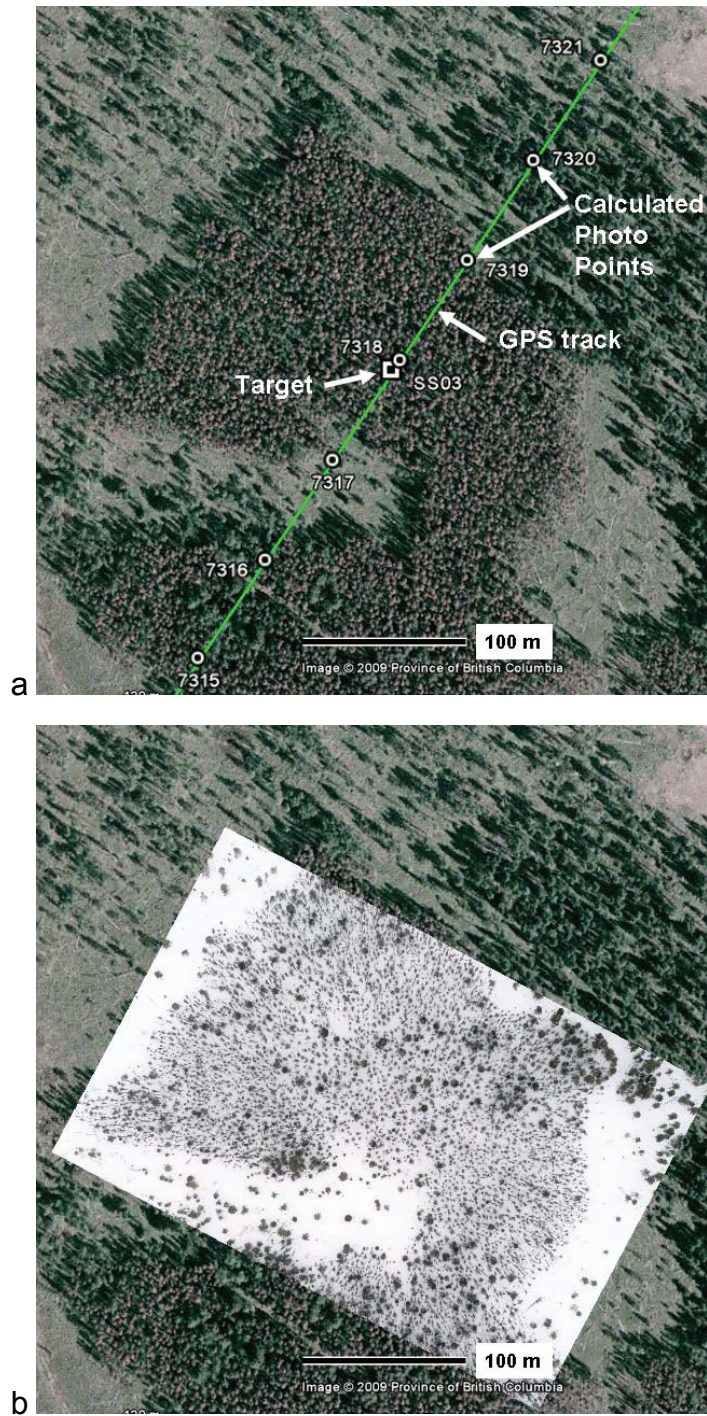 7321
7320
Calculated
Photo
Points
7319
GPS track
7318
Target
SS03
7317
7316
100 m
Image © 2009 Province of British Columbia
7315
a
100 m
Image © 2009 Province of British Columbia
b